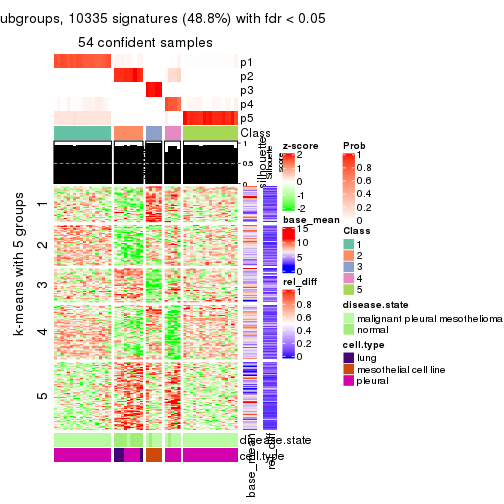 ubgroups, 10335 signatures (48.8%) with fdr < 0.05
54 confident samples
p1
p2
p3
p4
p5
Class
1
0.5
0
silhouette
Silhouette
score
k-means with 5 groups
1
2
3
4
5
disease.state
cell.type
base_mean
rel_diff
z-score
2
1
0
-1
-2
base_mean
15
10
5
0
rel_diff
1
0.8
0.6
0.4
0.2
0
Prob
1
0.8
0.6
0.4
0.2
0
Class
1
2
3
4
5
disease.state
malignant pleural mesothelioma
normal
cell.type
lung
mesothelial cell line
pleural